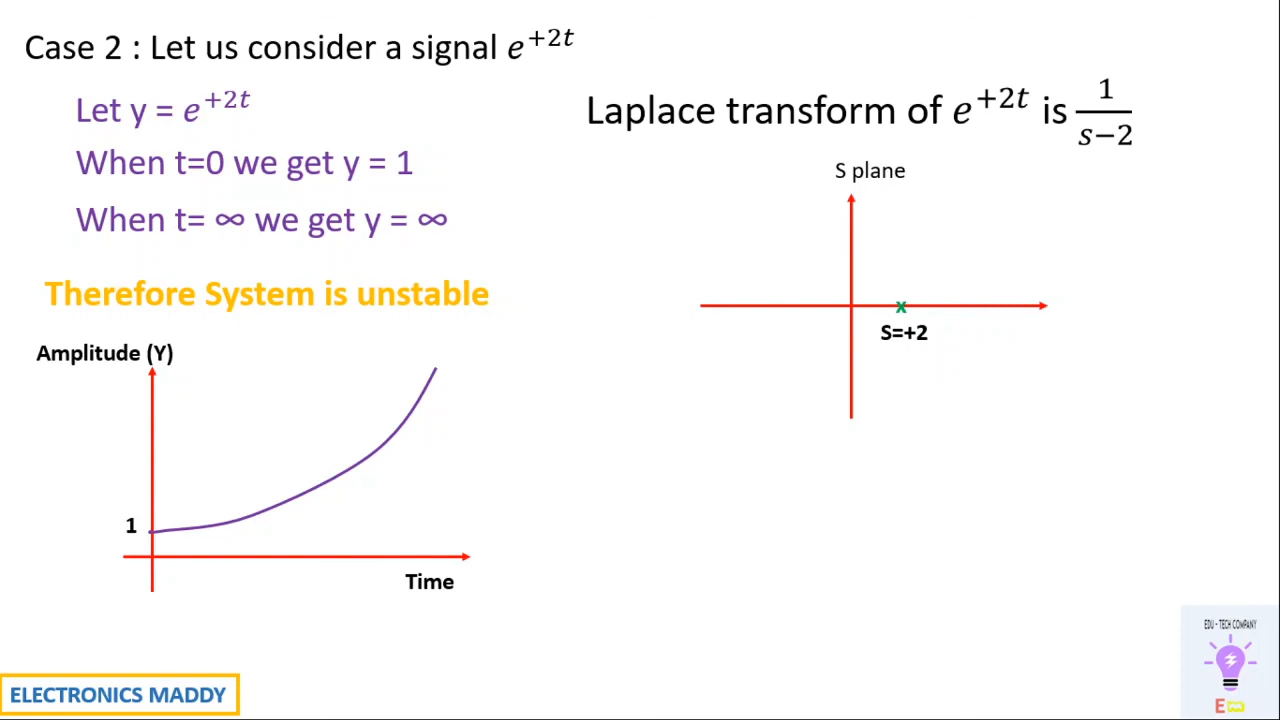 Case 2 : Let us consider a signal e^{+2t}
Let y = e^{+2t}
When t=0 we get y = 1
When t= ∞ we get y = ∞
Therefore System is unstable
Amplitude (Y)
1
Time
Laplace transform of e^{+2t} is \frac{1}{s-2}
S plane
x
S=+2
ELECTRONICS MADDY
EDU - TECH COMPANY